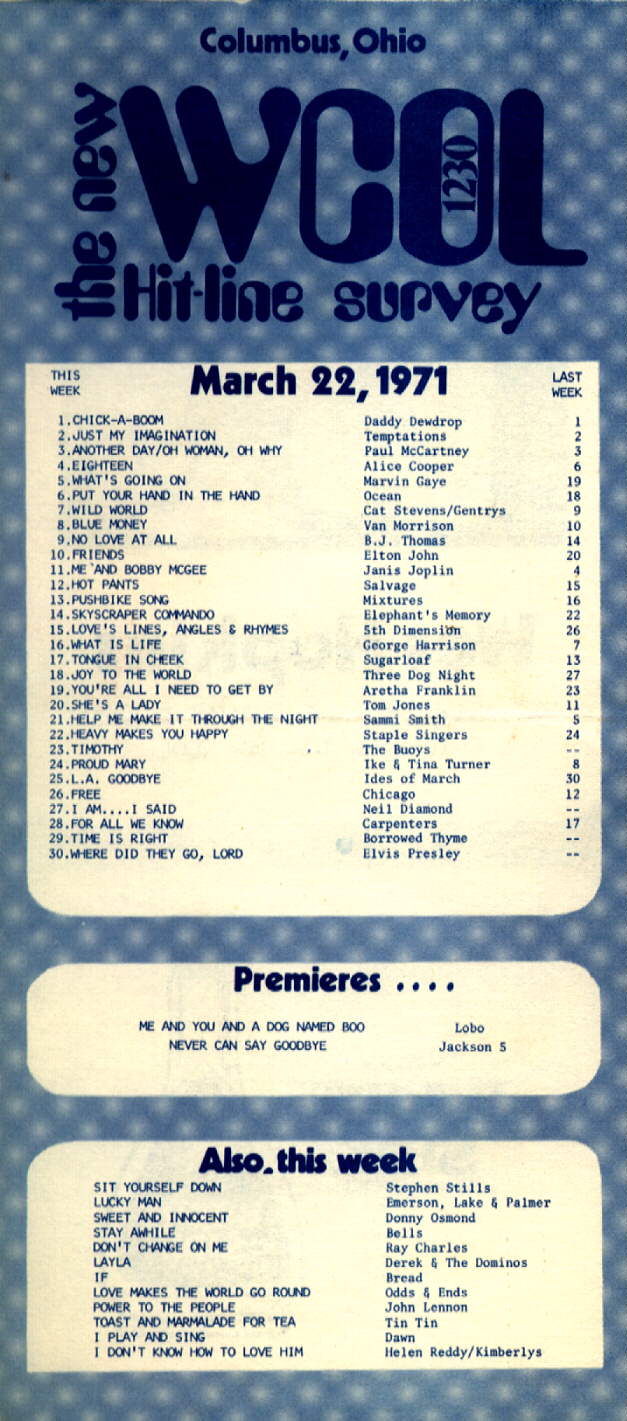 Columbus, Ohio
the new WCOL 1230
Hit-line survey
THIS WEEK March 22, 1971 LAST WEEK
1. CHICK-A-BOOM Daddy Dewdrop 1
2. JUST MY IMAGINATION Temptations 2
3. ANOTHER DAY/OH WOMAN, OH WHY Paul McCartney 3
4. EIGHTEEN Alice Cooper 6
5. WHAT'S GOING ON Marvin Gaye 19
6. PUT YOUR HAND IN THE HAND Ocean 18
7. WILD WORLD Cat Stevens/Gentrys 9
8. BLUE MONEY Van Morrison 10
9. NO LOVE AT ALL B.J. Thomas 14
10. FRIENDS Elton John 20
11. ME AND BOBBY MCGEE Janis Joplin 4
12. HOT PANTS Salvage 15
13. PUSHBIKE SONG Mixtures 16
14. SKYSCRAPER COMMANDO Elephant's Memory 22
15. LOVE'S LINES, ANGLES & RHYMES 5th Dimension 26
16. WHAT IS LIFE George Harrison 7
17. TONGUE IN CHEEK Sugarloaf 13
18. JOY TO THE WORLD Three Dog Night 27
19. YOU'RE ALL I NEED TO GET BY Aretha Franklin 23
20. SHE'S A LADY Tom Jones 11
21. HELP ME MAKE IT THROUGH THE NIGHT Sammi Smith 5
22. HEAVY MAKES YOU HAPPY Staple Singers 24
23. TIMOTHY The Buoys --
24. PROUD MARY Ike & Tina Turner 8
25. L.A. GOODBYE Ides of March 30
26. FREE Chicago 12
27. I AM....I SAID Neil Diamond --
28. FOR ALL WE KNOW Carpenters 17
29. TIME IS RIGHT Borrowed Thyme --
30. WHERE DID THEY GO, LORD Elvis Presley --
Premieres ....
ME AND YOU AND A DOG NAMED BOO Lobo
NEVER CAN SAY GOODBYE Jackson 5
Also, this week
SIT YOURSELF DOWN Stephen Stills
LUCKY MAN Emerson, Lake & Palmer
SWEET AND INNOCENT Donny Osmond
STAY AWHILE Bells
DON'T CHANGE ON ME Ray Charles
LAYLA Derek & The Dominos
IF Bread
LOVE MAKES THE WORLD GO ROUND Odds & Ends
POWER TO THE PEOPLE John Lennon
TOAST AND MARMALADE FOR TEA Tin Tin
I PLAY AND SING Dawn
I DON'T KNOW HOW TO LOVE HIM Helen Reddy/Kimberlys